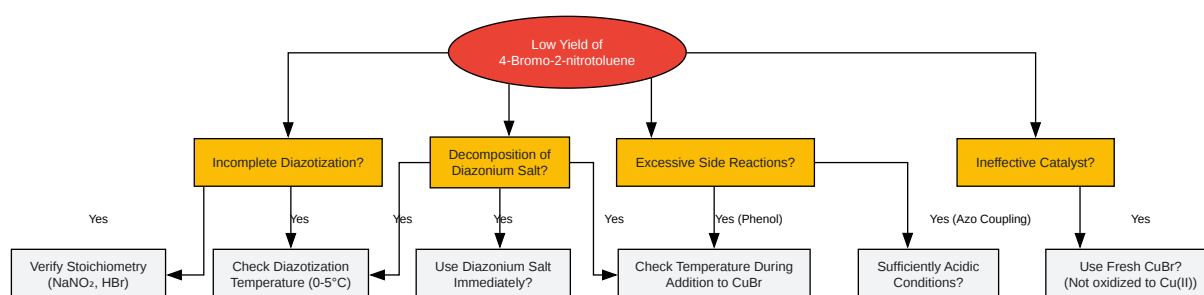 Low Yield of
4-Bromo-2-nitrotoluene
Incomplete Diazotization?
Decomposition of
Diazonium Salt?
Excessive Side Reactions?
Ineffective Catalyst?
Yes
Yes
Yes
Yes
Yes
Yes (Phenol)
Yes (Azo Coupling)
Yes
Verify Stoichiometry
(NaNO₂, HBr)
Check Diazotization
Temperature (0-5°C)
Use Diazonium Salt
Immediately?
Check Temperature During
Addition to CuBr
Sufficiently Acidic
Conditions?
Use Fresh CuBr?
(Not oxidized to Cu(II))